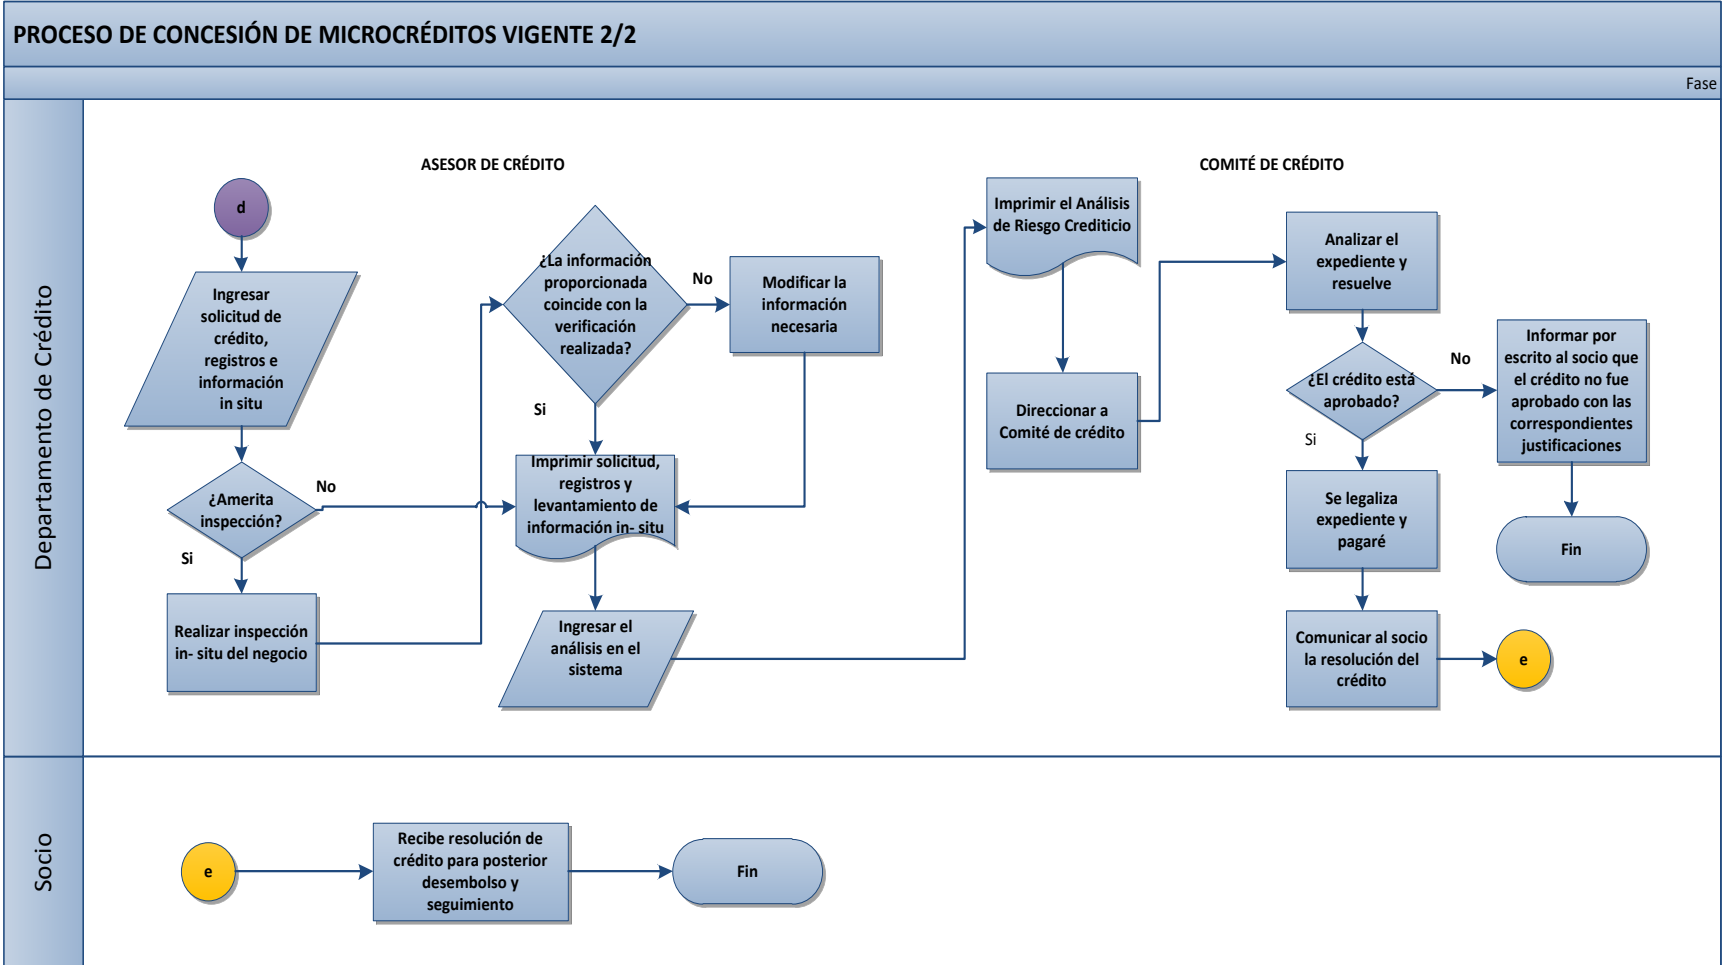 PROCESO DE CONCESIÓN DE MICROCRÉDITOS VIGENTE 2/2
Fase
Departamento de Crédito
ASESOR DE CRÉDITO
COMITÉ DE CRÉDITO
d
Ingresar
solicitud de
crédito,
registros e
información
in situ
¿Amerita
inspección?
No
Si
Realizar inspección
in- situ del negocio
¿La información
proporcionada
coincide con la
verificación
realizada?
No
Si
Modificar la
información
necesaria
Imprimir solicitud,
registros y
levantamiento de
información in- situ
Ingresar el
análisis en el
sistema
Imprimir el Análisis
de Riesgo Crediticio
Direccionar a
Comité de crédito
Analizar el
expediente y
resuelve
¿El crédito está
aprobado?
No
Si
Informar por
escrito al socio que
el crédito no fue
aprobado con las
correspondientes
justificaciones
Fin
Se legaliza
expediente y
pagaré
Comunicar al socio
la resolución del
crédito
e
Socio
e
Recibe resolución de
crédito para posterior
desembolso y
seguimiento
Fin